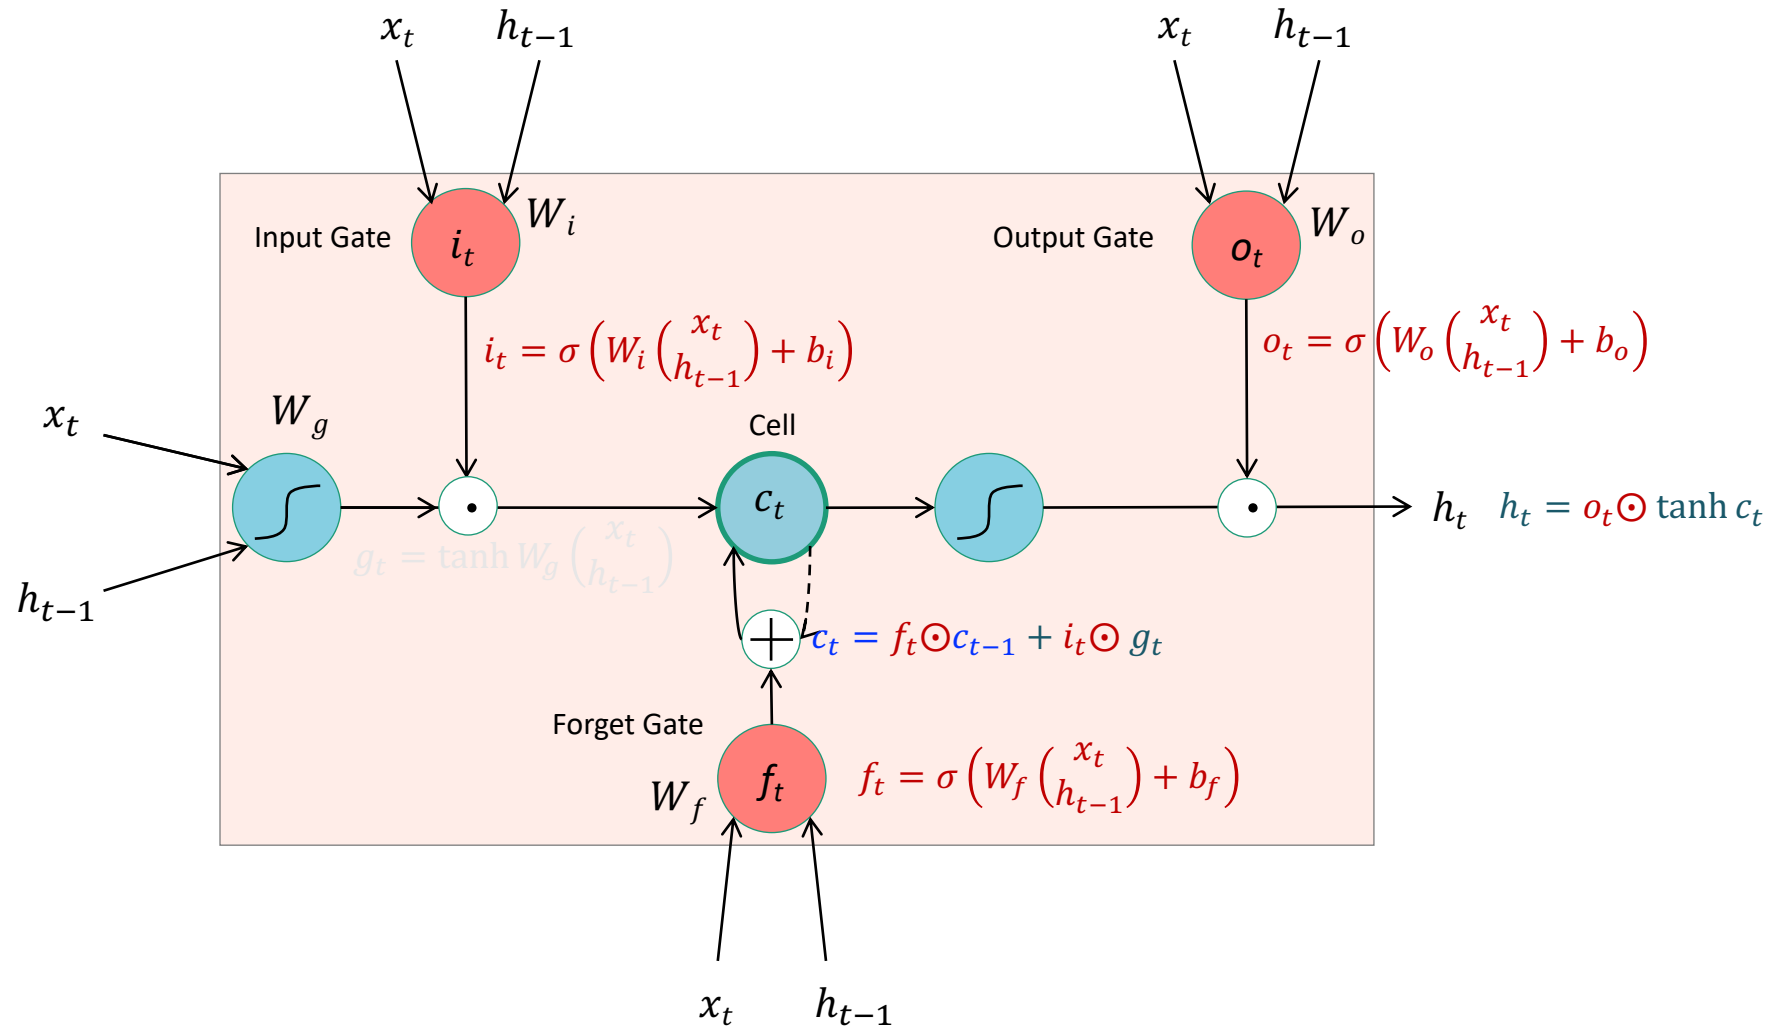 x_t h_{t−1} x_t h_{t−1}
Input Gate i_t W_i Output Gate o_t W_o
i_t = σ(W_i (x_t h_{t−1}) + b_i) o_t = σ(W_o (x_t h_{t−1}) + b_o)
x_t W_g Cell
c_t h_t h_t = o_t⊙ tanh c_t
g_t = tanh W_g (x_t h_{t−1})
h_{t−1}
c_t = f_t⊙c_{t−1} + i_t⊙ g_t
Forget Gate
W_f f_t f_t = σ(W_f (x_t h_{t−1}) + b_f)
x_t h_{t−1}